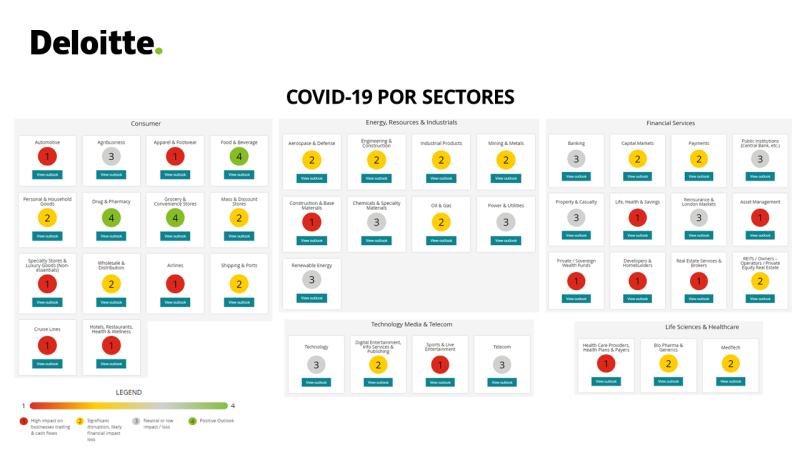 Deloitte.
COVID-19 POR SECTORES
Consumer
Automotive
1
View outlook
Agribusiness
3
View outlook
Apparel & Footwear
1
View outlook
Food & Beverage
4
View outlook
Personal & Household
Goods
2
View outlook
Drug & Pharmacy
4
View outlook
Grocery &
Convenience Stores
4
View outlook
Mass & Discount
Stores
2
View outlook
Specialty Stores &
Luxury Goods (Non-
essentials)
1
View outlook
Wholesale &
Distribution
2
View outlook
Airlines
1
View outlook
Shipping & Ports
2
View outlook
Cruise Lines
1
View outlook
Hotels, Restaurants,
Health & Wellness
1
View outlook
Energy, Resources & Industrials
Aerospace & Defense
2
View outlook
Engineering &
Construction
2
View outlook
Industrial Products
2
View outlook
Mining & Metals
2
View outlook
Construction & Base
Materials
1
View outlook
Chemicals & Specialty
Materials
3
View outlook
Oil & Gas
2
View outlook
Power & Utilities
3
View outlook
Renewable Energy
3
View outlook
Financial Services
Banking
3
View outlook
Capital Markets
2
View outlook
Payments
2
View outlook
Public Institutions
(Central Bank, etc.)
3
View outlook
Property & Casualty
3
View outlook
Life, Health & Savings
1
View outlook
Reinsurance &
London Markets
3
View outlook
Asset Management
1
View outlook
Private / Sovereign
Wealth Funds
1
View outlook
Developers &
Homebuilders
1
View outlook
Real Estate Services &
Brokers
1
View outlook
REITs / Owners -
Operators / Private
Equity Real Estate
2
View outlook
Technology Media & Telecom
Technology
3
View outlook
Digital Entertainment,
Info Services &
Publishing
2
View outlook
Sports & Live
Entertainment
1
View outlook
Telecom
3
View outlook
Life Sciences & Healthcare
Health Care Providers,
Health Plans & Payers
1
View outlook
Bio Pharma &
Generics
2
View outlook
MedTech
2
View outlook
LEGEND
1 4
1 High impact on
businesses trading
& cash flows
2 Significant
disruption, likely
financial impact
loss
3 Neutral or low
impact / loss
4 Positive Outlook